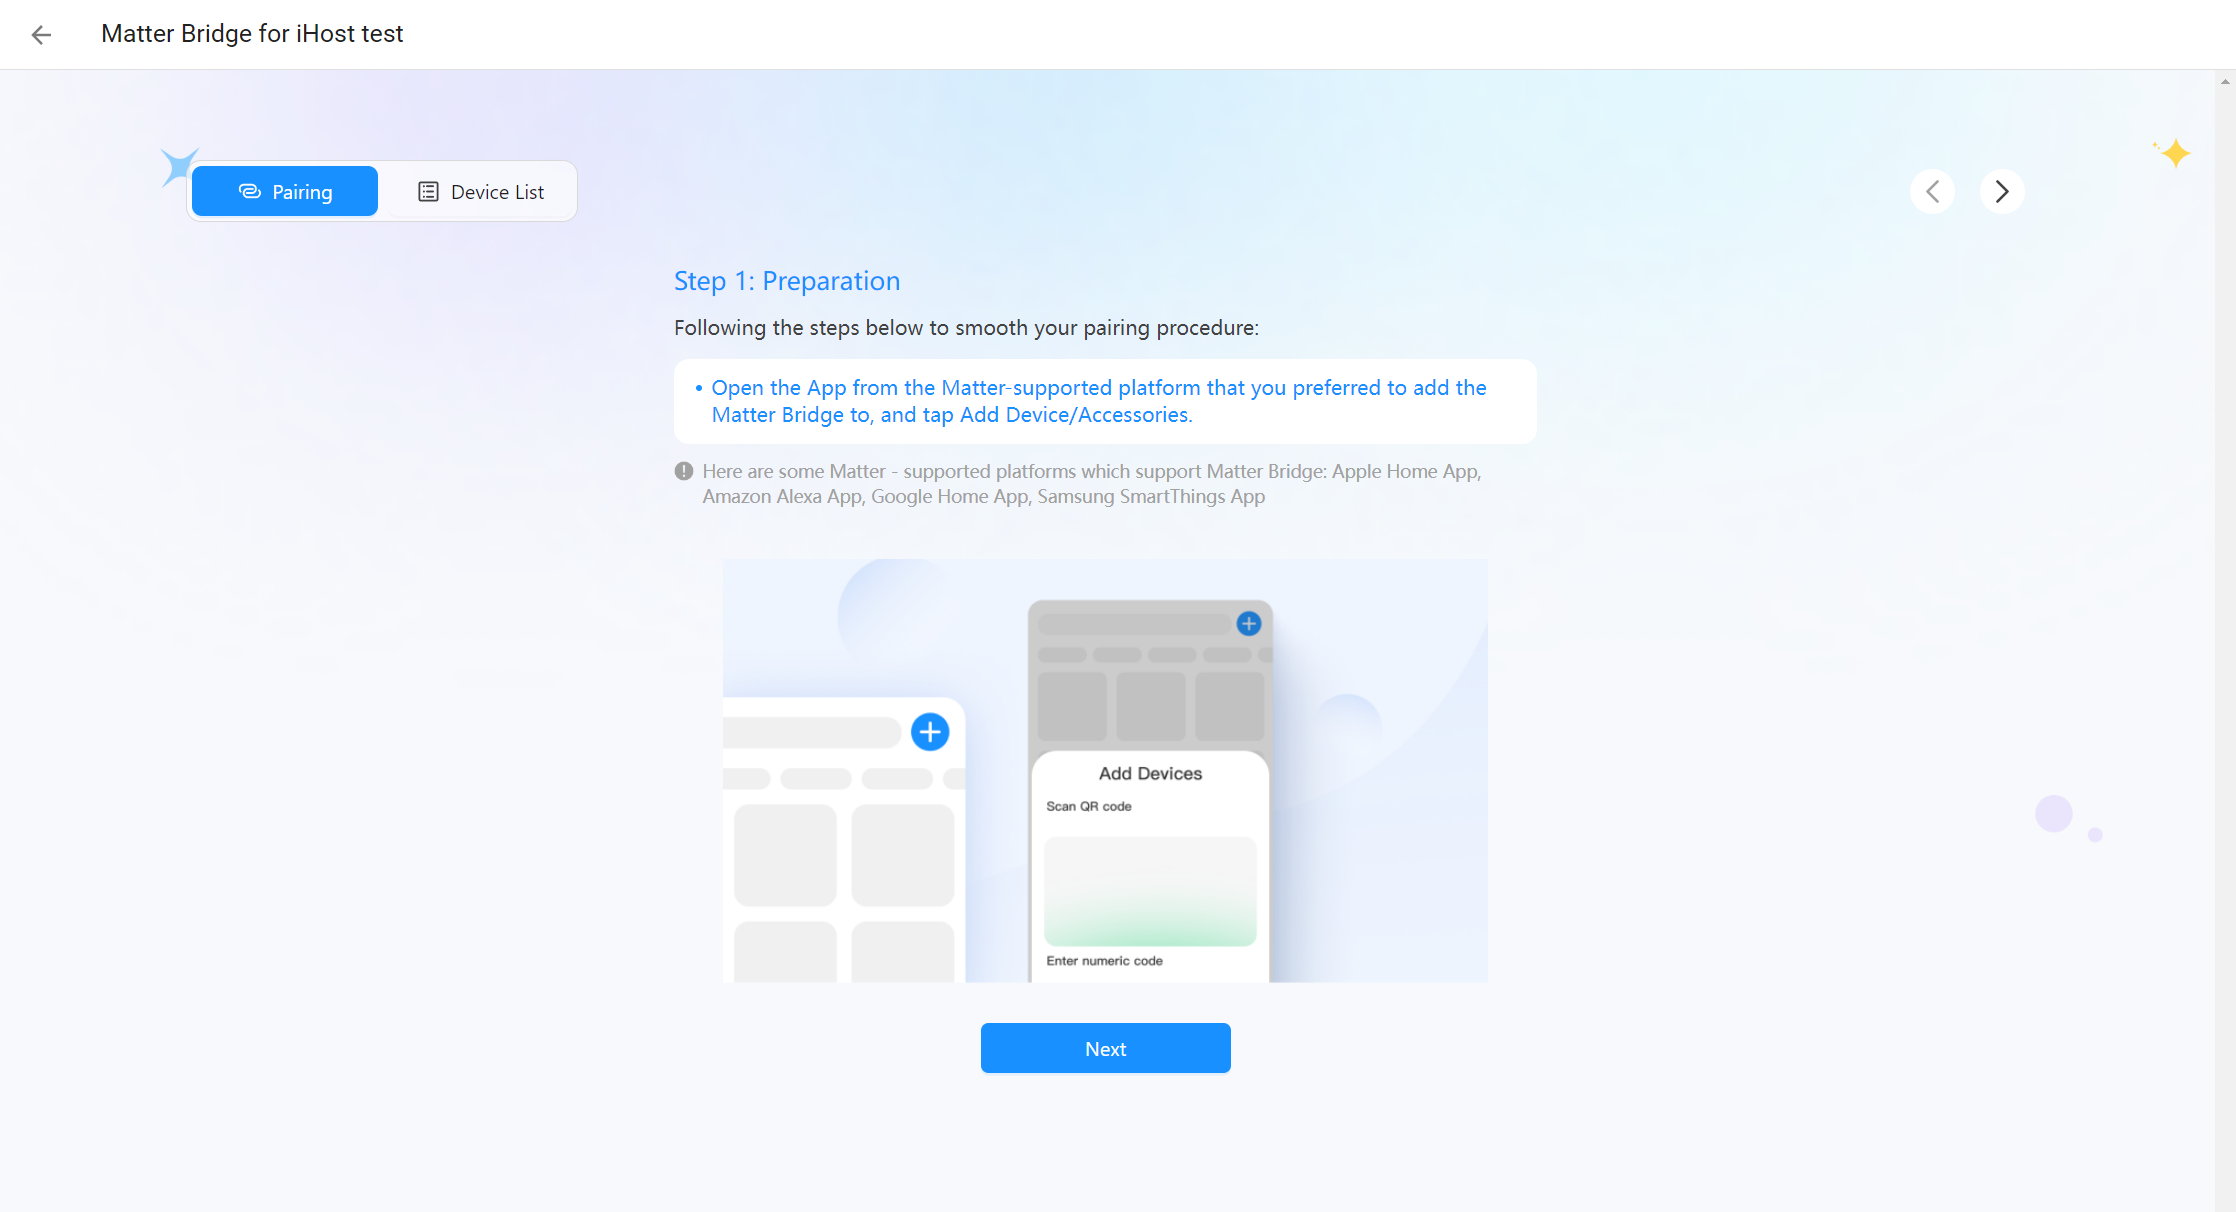 Matter Bridge for iHost test
Pairing
Device List
Step 1: Preparation
Following the steps below to smooth your pairing procedure:
• Open the App from the Matter-supported platform that you preferred to add the
Matter Bridge to, and tap Add Device/Accessories.
Here are some Matter - supported platforms which support Matter Bridge: Apple Home App,
Amazon Alexa App, Google Home App, Samsung SmartThings App
Add Devices
Scan QR code
Enter numeric code
Next